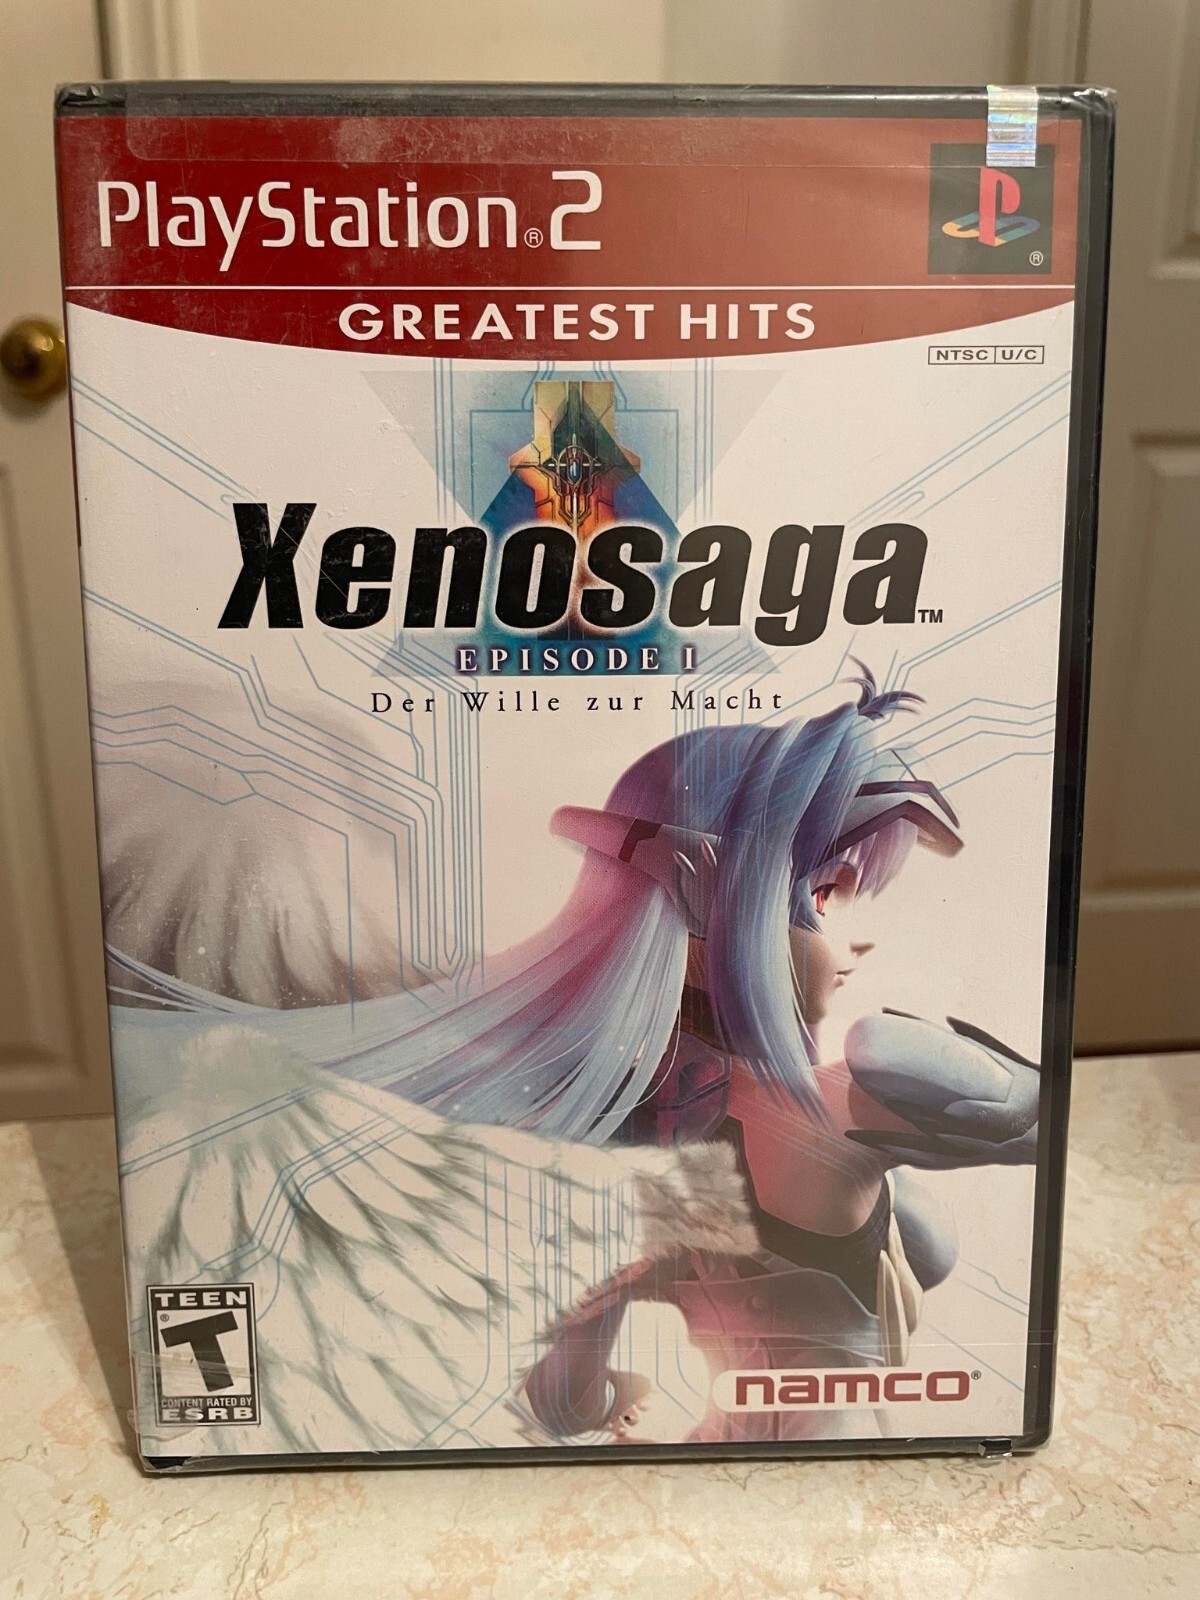 PlayStation®2
®
GREATEST HITS
NTSC U/C
Xenosaga™
EPISODE I
Der Wille zur Macht
TEEN
®
T
CONTENT RATED BY
ESRB
namco®